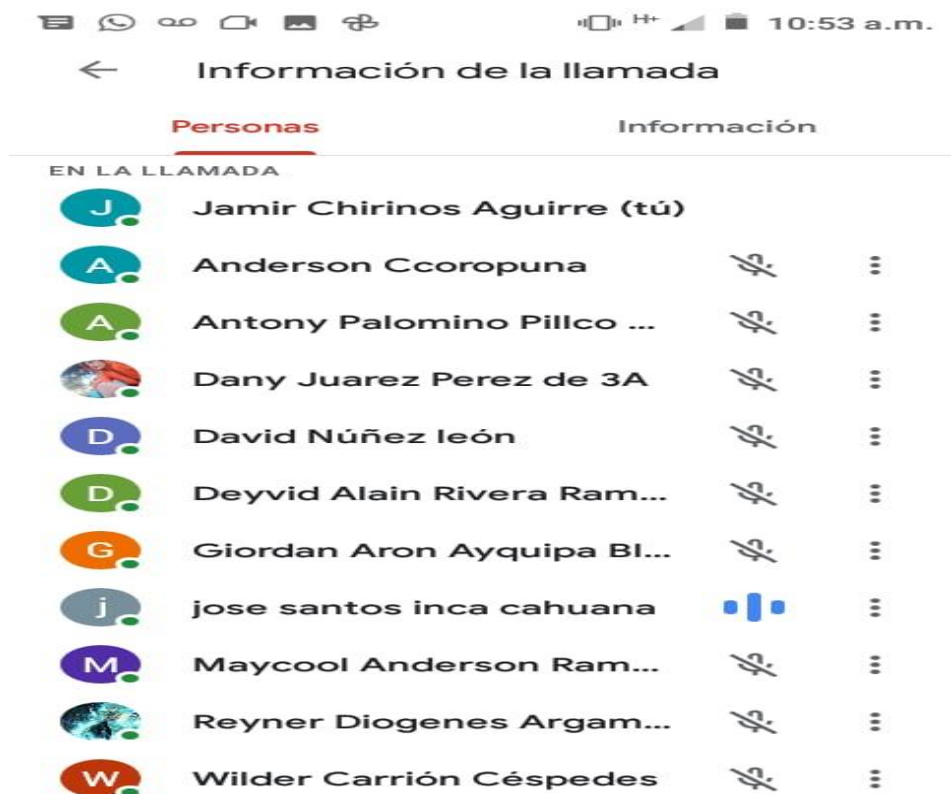 H+ 10:53 a.m.
Información de la llamada
Personas Información
EN LA LLAMADA
J Jamir Chirinos Aguirre (tú)
A Anderson Ccoropuna
A Antony Palomino Pillco ...
Dany Juarez Perez de 3A
D David Núñez león
D Deyvid Alain Rivera Ram...
G Giordan Aron Ayquipa Bl...
j jose santos inca cahuana
M Maycool Anderson Ram...
Reyner Diogenes Argam...
W Wilder Carrión Céspedes